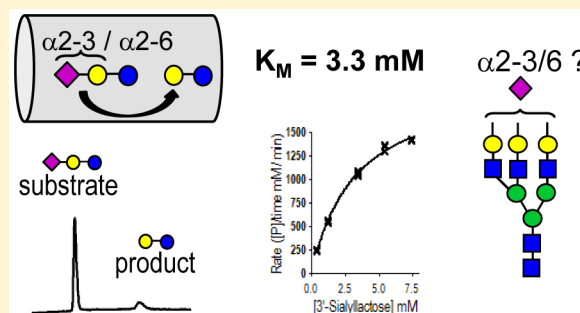 α2-3 / α2-6
substrate
product
K_M = 3.3 mM
Rate ([P]/time mM/ min)
1500
1250
1000
750
500
250
0
0.0 2.5 5.0 7.5
[3'-Sialyllactose] mM
α2-3/6 ?